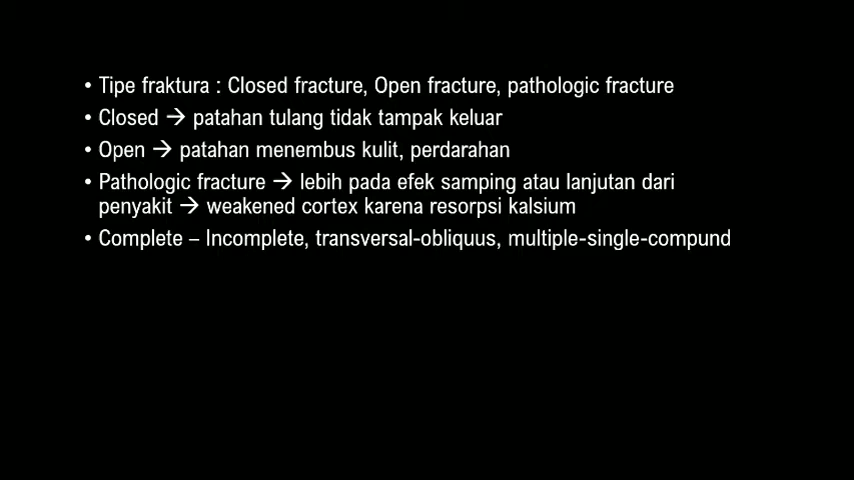 • Tipe fraktura : Closed fracture, Open fracture, pathologic fracture
• Closed → patahan tulang tidak tampak keluar
• Open → patahan menembus kulit, perdarahan
• Pathologic fracture → lebih pada efek samping atau lanjutan dari
penyakit → weakened cortex karena resorpsi kalsium
• Complete – Incomplete, transversal-obliquus, multiple-single-compund